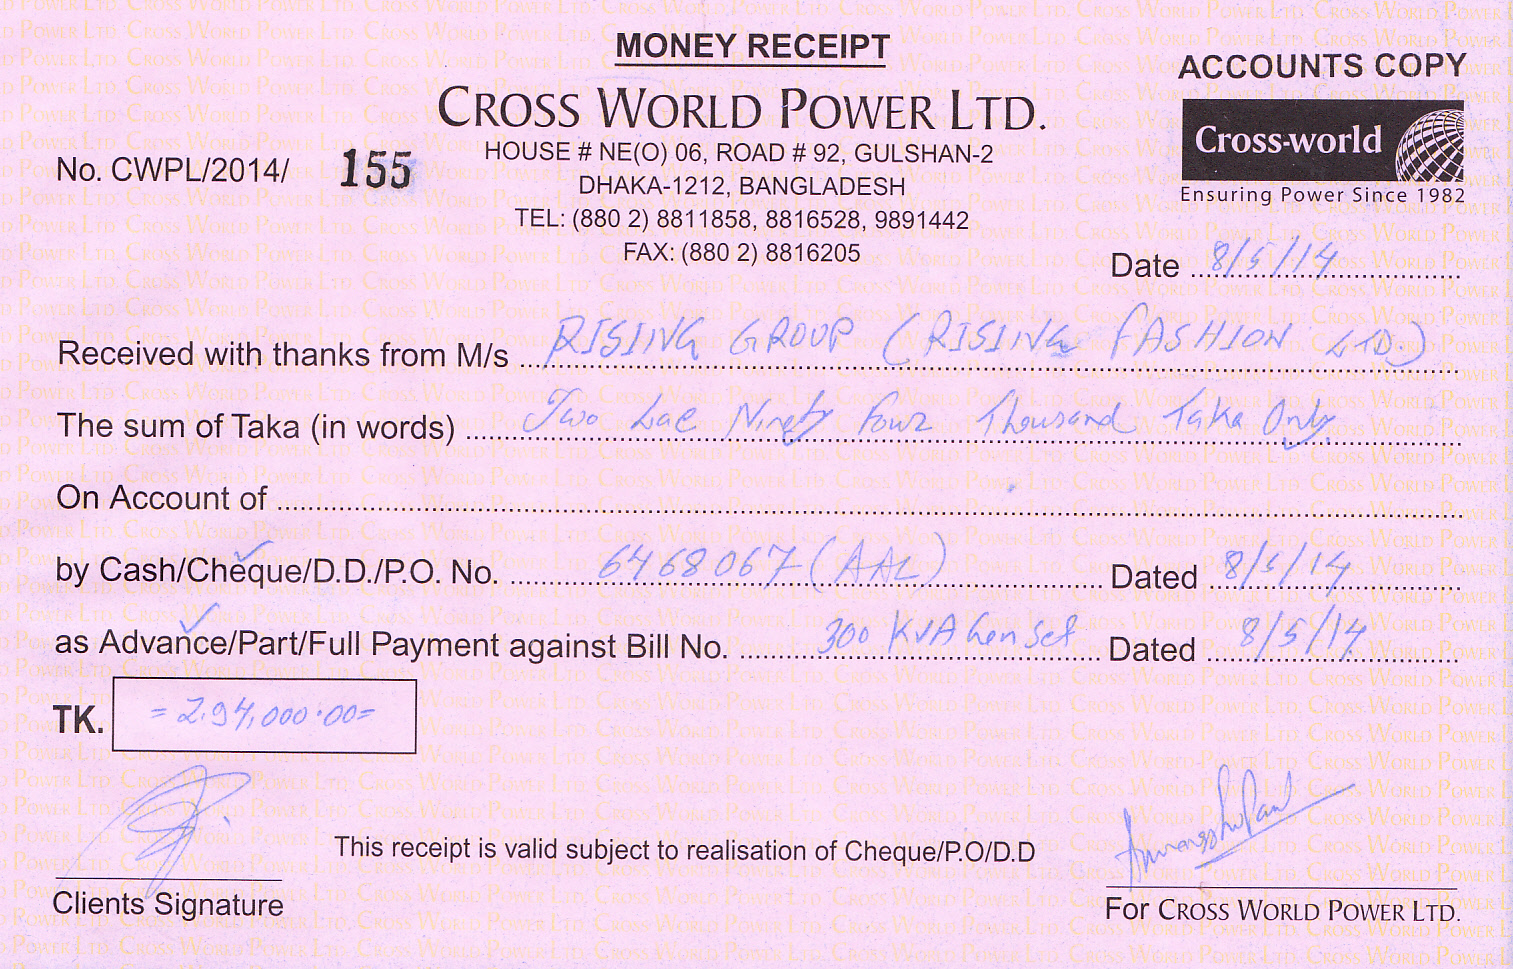 MONEY RECEIPT
ACCOUNTS COPY
CROSS WORLD POWER LTD.
Cross-world
Ensuring Power Since 1982
No. CWPL/2014/ 155
HOUSE # NE(O) 06, ROAD # 92, GULSHAN-2
DHAKA-1212, BANGLADESH
TEL: (880 2) 8811858, 8816528, 9891442
FAX: (880 2) 8816205
Date 8/5/14
Received with thanks from M/s RISING GROUP (RISING FASHION LTD.)
The sum of Taka (in words) Two Lac Ninety Four Thousand Taka Only.
On Account of
by Cash/Cheque/D.D./P.O. No. 6468067 (AAL) Dated 8/5/14
as Advance/Part/Full Payment against Bill No. 300 KVA Gen Set Dated 8/5/14
TK. =2,94,000.00=
This receipt is valid subject to realisation of Cheque/P.O/D.D
Clients Signature
For CROSS WORLD POWER LTD.